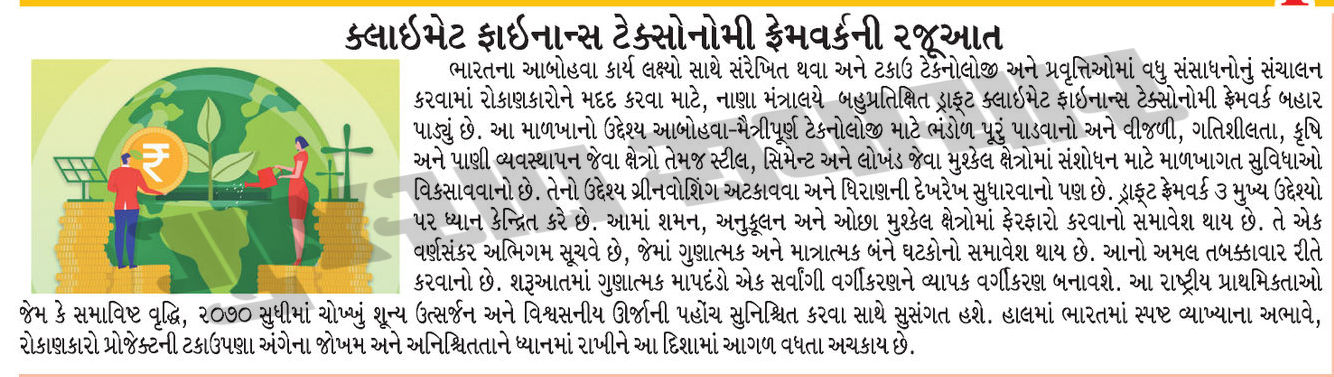 ક્લાઇમેટ ફાઇનાન્સ ટેક્સોનોમી ફ્રેમવર્કની રજૂઆત
ભારતના આબોહવા કાર્ય લક્ષ્યો સાથે સંરેખિત થવા અને ટકાઉ ટેકનોલોજી અને પ્રવૃત્તિઓમાં વધુ સંસાધનોનું સંચાલન
કરવામાં રોકાણકારોને મદદ કરવા માટે, નાણા મંત્રાલયે બહુપ્રતિક્ષિત ડ્રાફ્ટ ક્લાઇમેટ ફાઇનાન્સ ટેક્સોનોમી ફ્રેમવર્ક બહાર
પાડ્યું છે. આ માળખાનો ઉદ્દેશ્ય આબોહવા-મૈત્રીપૂર્ણ ટેકનોલોજી માટે ભંડોળ પૂરું પાડવાનો અને વીજળી, ગતિશીલતા, કૃષિ
અને પાણી વ્યવસ્થાપન જેવા ક્ષેત્રો તેમજ સ્ટીલ, સિમેન્ટ અને લોખંડ જેવા મુશ્કેલ ક્ષેત્રોમાં સંશોધન માટે માળખાગત સુવિધાઓ
વિકસાવવાનો છે. તેનો ઉદ્દેશ્ય ગ્રીનવોશિંગ અટકાવવા અને ધિરાણની દેખરેખ સુધારવાનો પણ છે. ડ્રાફ્ટ ફ્રેમવર્ક ૩ મુખ્ય ઉદ્દેશ્યો
પર ધ્યાન કેન્દ્રિત કરે છે. આમાં શમન, અનુકૂલન અને ઓછા મુશ્કેલ ક્ષેત્રોમાં ફેરફારો કરવાનો સમાવેશ થાય છે. તે એક
વર્ણસંકર અભિગમ સૂચવે છે, જેમાં ગુણાત્મક અને માત્રાત્મક બંને ઘટકોનો સમાવેશ થાય છે. આનો અમલ તબક્કાવાર રીતે
કરવાનો છે. શરૂઆતમાં ગુણાત્મક માપદંડો એક સર્વાંગી વર્ગીકરણને વ્યાપક વર્ગીકરણ બનાવશે. આ રાષ્ટ્રીય પ્રાથમિકતાઓ
જેમ કે સમાવિષ્ટ વૃદ્ધિ, ૨૦૭૦ સુધીમાં ચોખ્ખું શૂન્ય ઉત્સર્જન અને વિશ્વસનીય ઊર્જાની પહોંચ સુનિશ્ચિત કરવા સાથે સુસંગત હશે. હાલમાં ભારતમાં સ્પષ્ટ વ્યાખ્યાના અભાવે,
રોકાણકારો પ્રોજેક્ટની ટકાઉપણા અંગેના જોખમ અને અનિશ્ચિતતાને ધ્યાનમાં રાખીને આ દિશામાં આગળ વધતા અચકાય છે.
₹